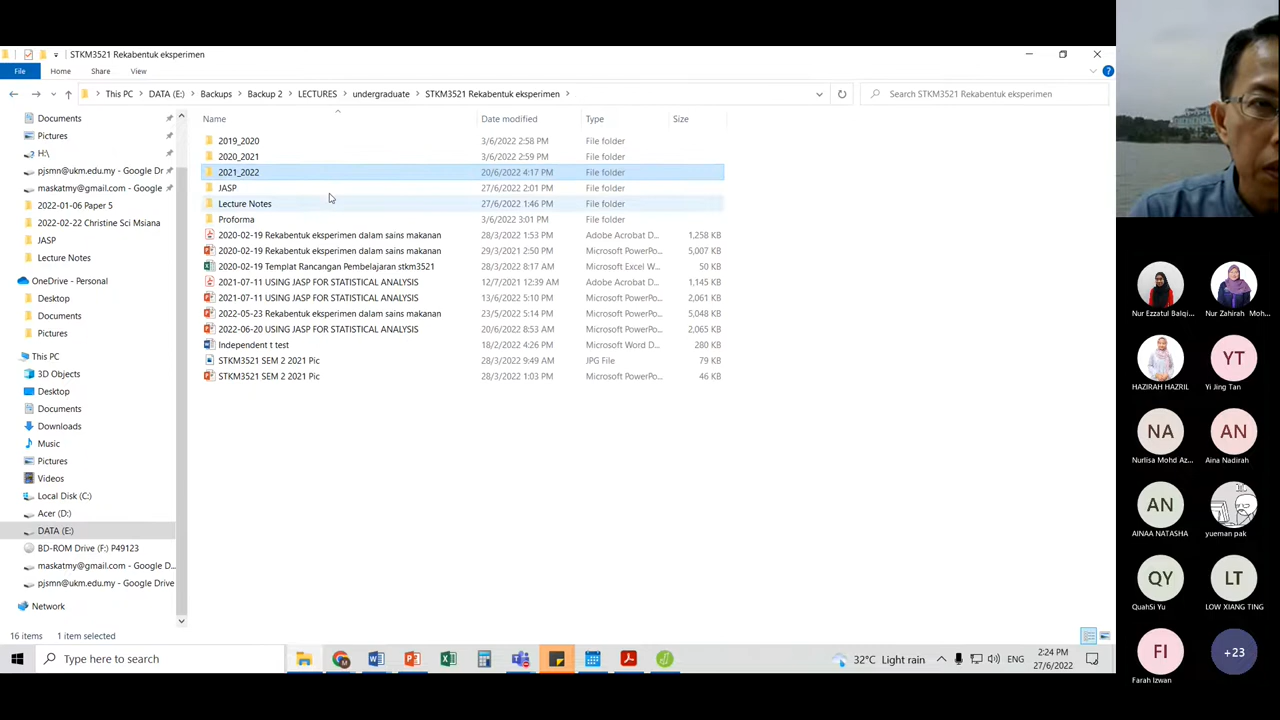 STKM3521 Rekabentuk eksperimen
File
Home
Share
View
This PC
DATA (E:)
Backups
Backup 2
LECTURES
undergraduate
STKM3521 Rekabentuk eksperimen
Search STKM3521 Rekabentuk eksperimen
Documents
Pictures
H:\
pjsmn@ukm.edu.my - Google Dr
maskatmy@gmail.com - Google
2022-01-06 Paper 5
2022-02-22 Christine Sci Msiana
JASP
Lecture Notes
OneDrive - Personal
Desktop
Documents
Pictures
This PC
3D Objects
Desktop
Documents
Downloads
Music
Pictures
Videos
Local Disk (C:)
Acer (D:)
DATA (E:)
BD-ROM Drive (F:) P49123
maskatmy@gmail.com - Google D...
pjsmn@ukm.edu.my - Google Drive
Network
Name Date modified Type Size
2019_2020 3/6/2022 2:58 PM File folder
2020_2021 3/6/2022 2:59 PM File folder
2021_2022 20/6/2022 4:17 PM File folder
JASP 27/6/2022 2:01 PM File folder
Lecture Notes 27/6/2022 1:46 PM File folder
Proforma 3/6/2022 3:01 PM File folder
2020-02-19 Rekabentuk eksperimen dalam sains makanan 28/3/2022 1:53 PM Adobe Acrobat D... 1,258 KB
2020-02-19 Rekabentuk eksperimen dalam sains makanan 29/3/2021 2:50 PM Microsoft PowerPo... 5,007 KB
2020-02-19 Templat Rancangan Pembelajaran stkm3521 28/3/2022 8:17 AM Microsoft Excel W... 50 KB
2021-07-11 USING JASP FOR STATISTICAL ANALYSIS 12/7/2021 12:39 AM Adobe Acrobat D... 1,145 KB
2021-07-11 USING JASP FOR STATISTICAL ANALYSIS 13/6/2022 5:10 PM Microsoft PowerPo... 2,061 KB
2022-05-23 Rekabentuk eksperimen dalam sains makanan 23/5/2022 5:14 PM Microsoft PowerPo... 5,048 KB
2022-06-20 USING JASP FOR STATISTICAL ANALYSIS 20/6/2022 8:53 AM Microsoft PowerPo... 2,065 KB
Independent t test 18/2/2022 4:26 PM Microsoft Word D... 280 KB
STKM3521 SEM 2 2021 Pic 28/3/2022 9:49 AM JPG File 79 KB
STKM3521 SEM 2 2021 Pic 28/3/2022 1:03 PM Microsoft PowerPo... 46 KB
16 items 1 item selected
Type here to search
32°C Light rain
ENG
2:24 PM
27/6/2022
Nur Ezzatul Balqi...
Nur Zahirah Moh...
HAZIRAH HAZRIL
YT
Yi Jing Tan
NA
Nurlisa Mohd Az...
AN
Aina Nadirah
AN
AINAA NATASHA
yueman pak
QY
QuahSi Yu
LT
LOW XIANG TING
FI
Farah Izwan
+23